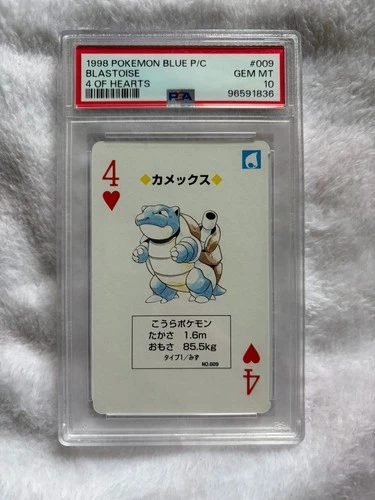 1998 POKEMON BLUE P/C #009
BLASTOISE GEM MT
4 OF HEARTS 10
PSA 96591836
4
◆カメックス◆
こうらポケモン
たかさ 1.6m
おもさ 85.5kg
タイプ1/みず
NO.009
4